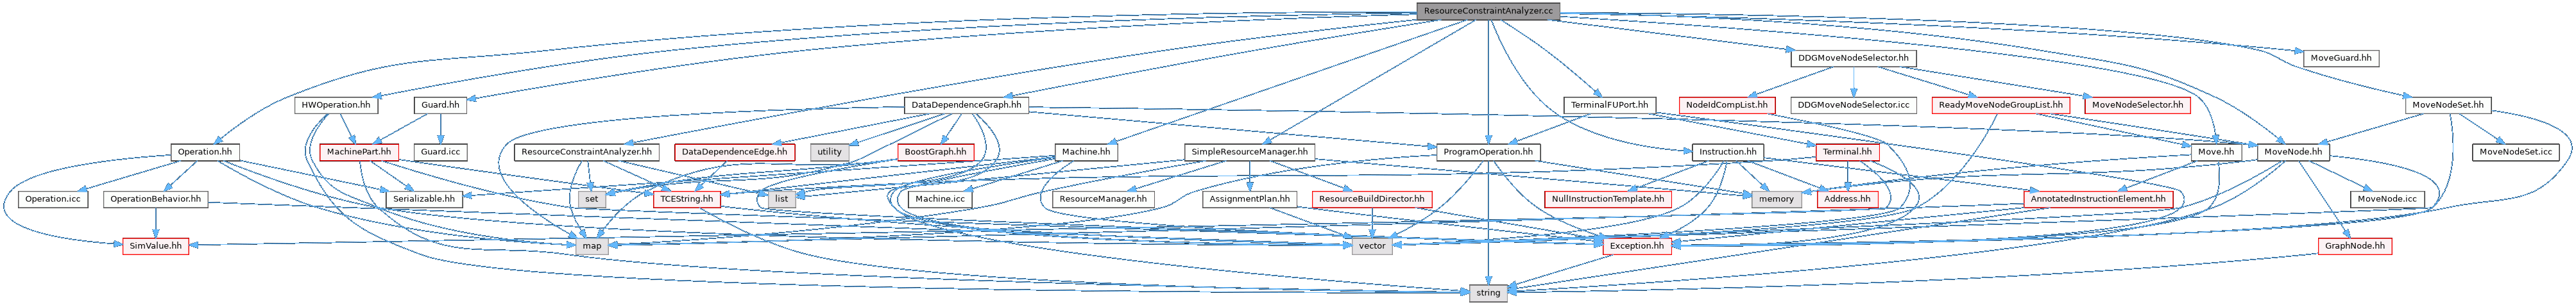 ResourceConstraintAnalyzer.cc
DDGMoveNodeSelector.hh
MoveGuard.hh
HWOperation.hh
Guard.hh
DataDependenceGraph.hh
TerminalFUPort.hh
NodeIdCompList.hh
DDGMoveNodeSelector.icc
ReadyMoveNodeGroupList.hh
MoveNodeSelector.hh
MoveNodeSet.hh
Operation.hh
MachinePart.hh
Guard.icc
ResourceConstraintAnalyzer.hh
DataDependenceEdge.hh
utility
BoostGraph.hh
Machine.hh
SimpleResourceManager.hh
ProgramOperation.hh
Instruction.hh
Terminal.hh
Move.hh
MoveNode.hh
MoveNodeSet.icc
Operation.icc
OperationBehavior.hh
Serializable.hh
set
TCEString.hh
list
Machine.icc
ResourceManager.hh
AssignmentPlan.hh
ResourceBuildDirector.hh
NullInstructionTemplate.hh
memory
Address.hh
AnnotatedInstructionElement.hh
MoveNode.icc
SimValue.hh
map
vector
Exception.hh
GraphNode.hh
string